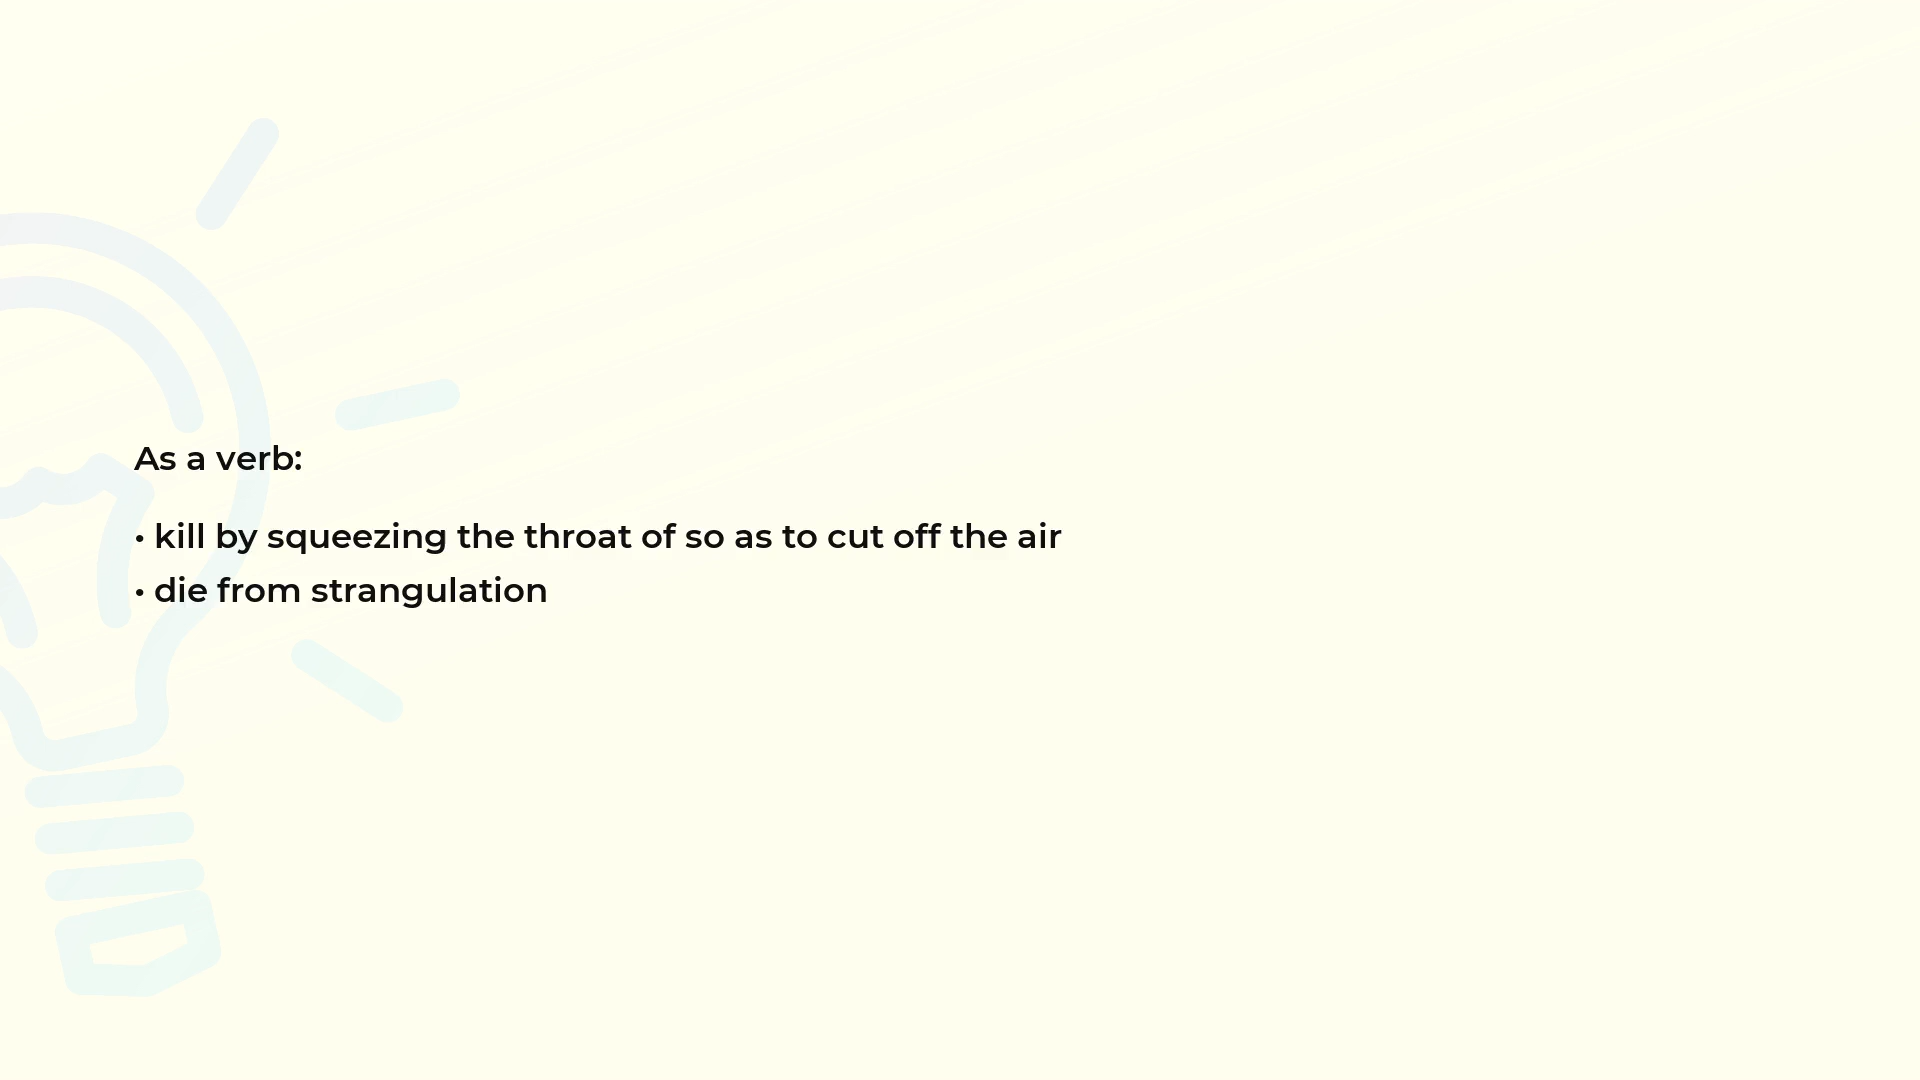 As a verb:
• kill by squeezing the throat of so as to cut off the air
• die from strangulation